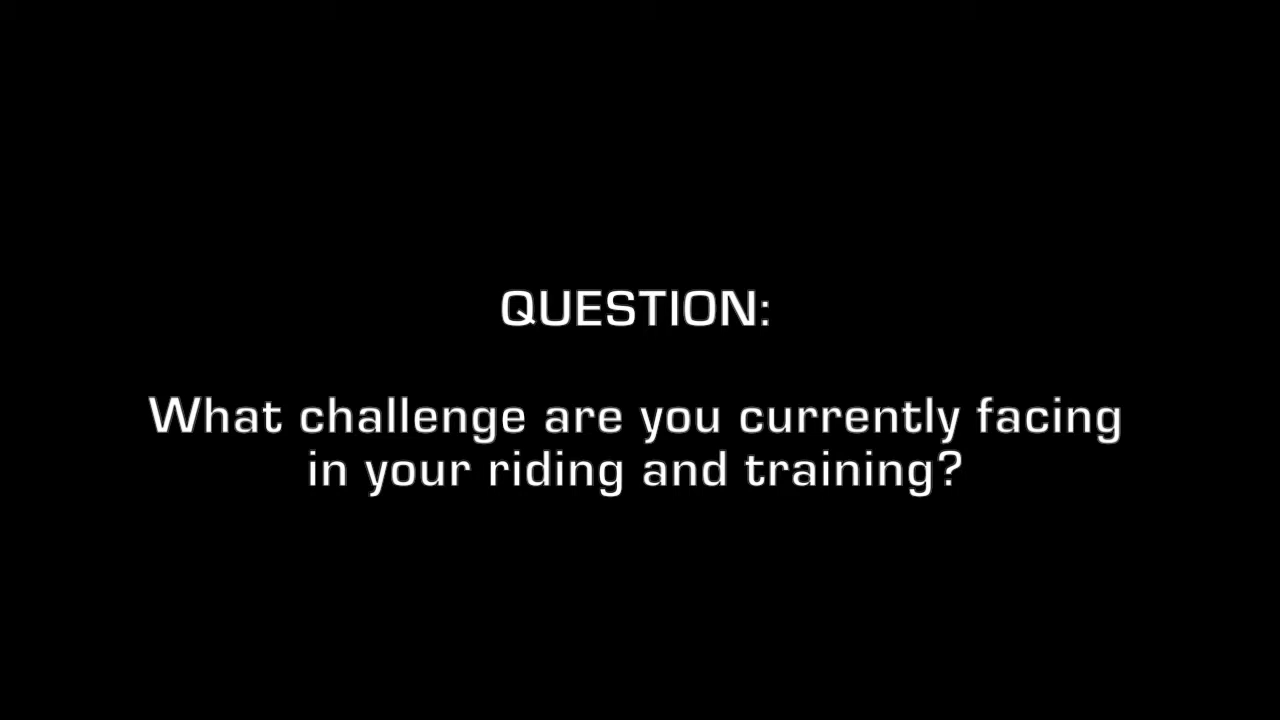 QUESTION:
What challenge are you currently facing
in your riding and training?